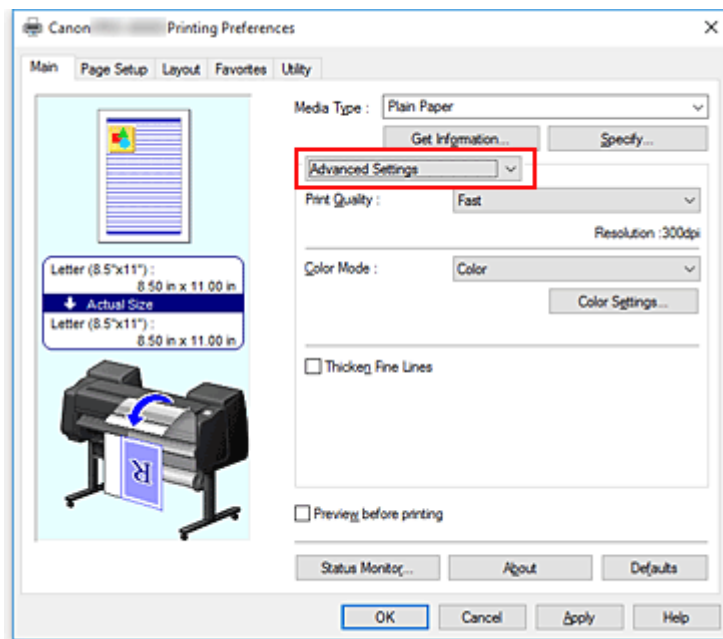 Canon Printing Preferences
Main Page Setup Layout Favorites Utility
Media Type : Plain Paper
Get Information... Specify...
Advanced Settings
Print Quality : Fast
Resolution :300dpi
Color Mode : Color
Color Settings...
Thicken Fine Lines
Letter (8.5"x11") :
8.50 in x 11.00 in
Actual Size
Letter (8.5"x11") :
8.50 in x 11.00 in
R
Preview before printing
Status Monitor... About Defaults
OK Cancel Apply Help